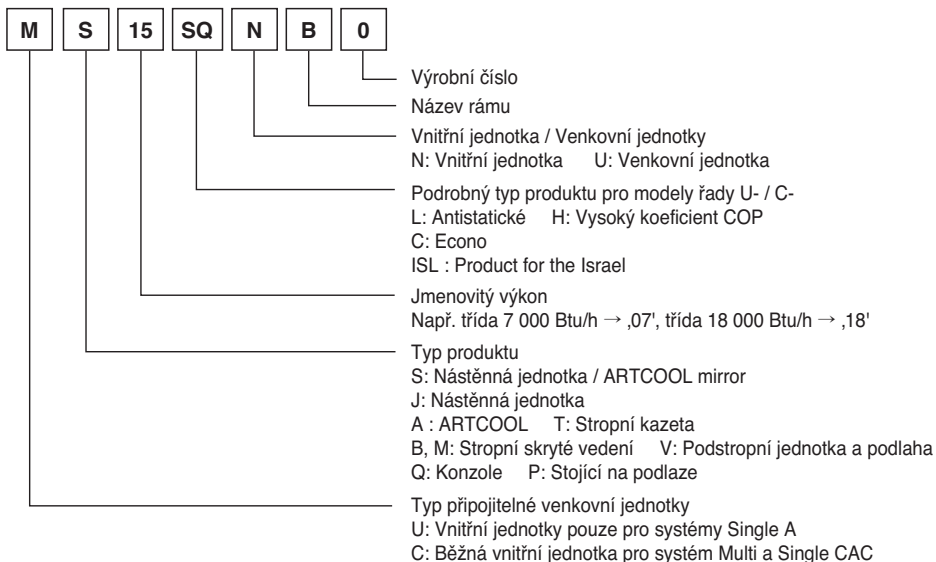 M S 15 SQ N B 0
Výrobní číslo
Název rámu
Vnitřní jednotka / Venkovní jednotky
N: Vnitřní jednotka U: Venkovní jednotka
Podrobný typ produktu pro modely řady U- / C-
L: Antistatické H: Vysoký koeficient COP
C: Econo
ISL : Product for the Israel
Jmenovitý výkon
Např. třída 7 000 Btu/h → ‚07', třída 18 000 Btu/h → ‚18'
Typ produktu
S: Nástěnná jednotka / ARTCOOL mirror
J: Nástěnná jednotka
A : ARTCOOL T: Stropní kazeta
B, M: Stropní skryté vedení V: Podstropní jednotka a podlaha
Q: Konzole P: Stojící na podlaze
Typ připojitelné venkovní jednotky
U: Vnitřní jednotky pouze pro systémy Single A
C: Běžná vnitřní jednotka pro systém Multi a Single CAC